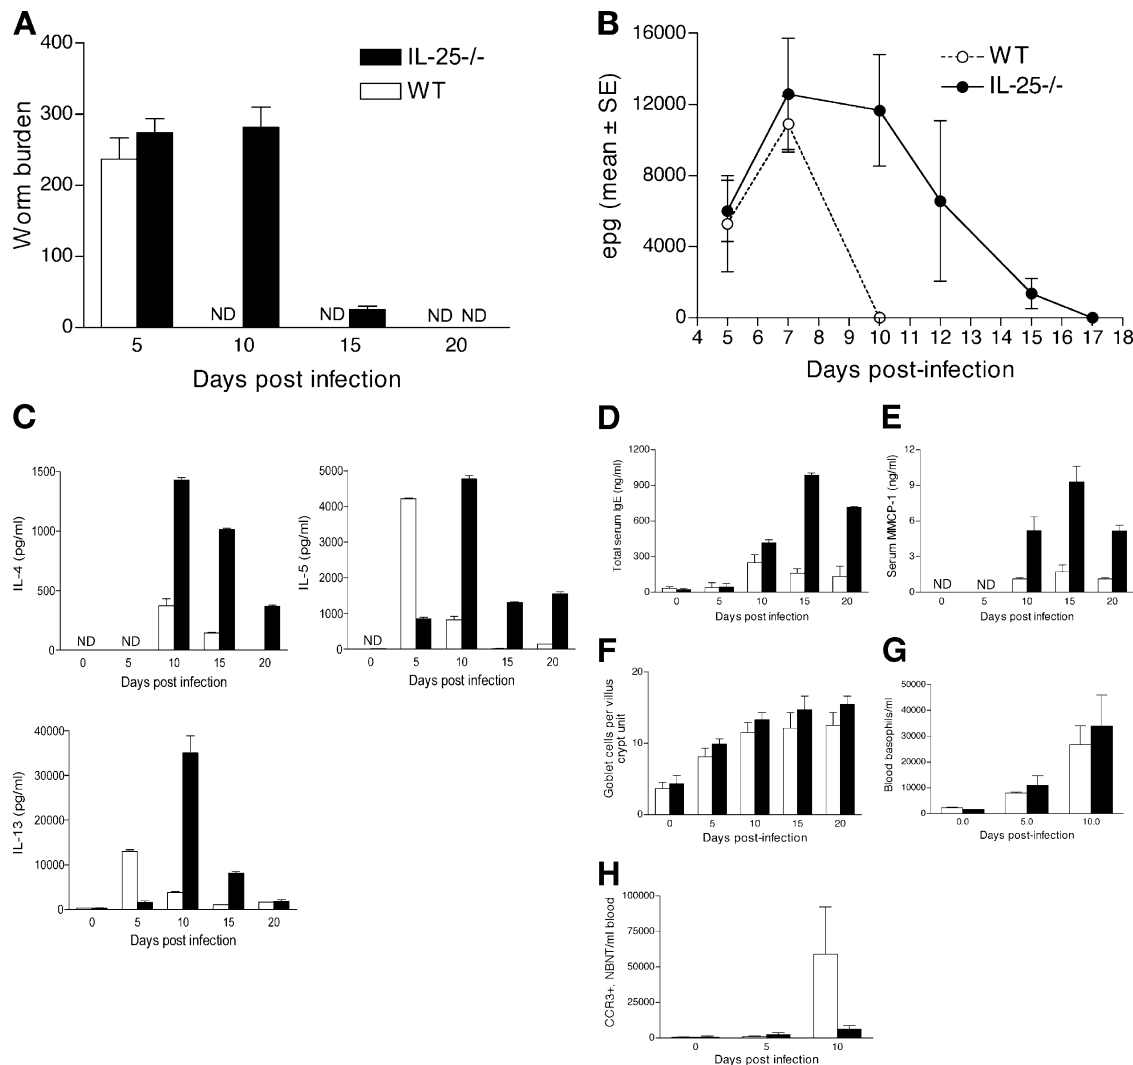 A
400
300
200
100
0
Worm burden
IL-25-/-
WT
ND
ND
ND ND
5 10 15 20
Days post infection
B
16000
12000
8000
4000
0
epg (mean ± SE)
WT
IL-25-/-
4 5 6 7 8 9 10 11 12 13 14 15 16 17 18
Days post-infection
C
1500
1000
500
0
IL-4 (pg/ml)
ND ND
0 5 10 15 20
Days post infection
5000
4000
3000
2000
1000
0
IL-5 (pg/ml)
ND
0 5 10 15 20
Days post infection
40000
30000
20000
10000
0
IL-13 (pg/ml)
0 5 10 15 20
Days post infection
D
1200
900
600
300
0
Total serum IgE (ng/ml)
0 5 10 15 20
Days post infection
E
12
9
6
3
0
Serum MMCP-1 (ng/ml)
ND ND
0 5 10 15 20
Days post infection
F
20
10
0
Goblet cells per villus
crypt unit
0 5 10 15 20
Days post-infection
G
50000
40000
30000
20000
10000
0
Blood basophils/ml
0.0 5.0 10.0
Days post-infection
H
100000
75000
50000
25000
0
CCR3+. NBNT/ml blood
0 5 10
Days post infection